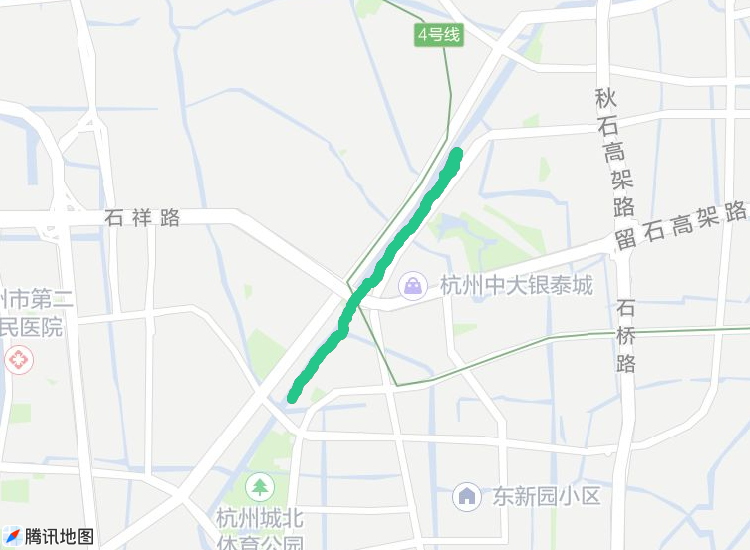 4号线
秋石高架路
石祥路
留石高架路
杭州中大银泰城
州市第二
民医院
石桥路
东新园小区
杭州城北
体育公园
腾讯地图